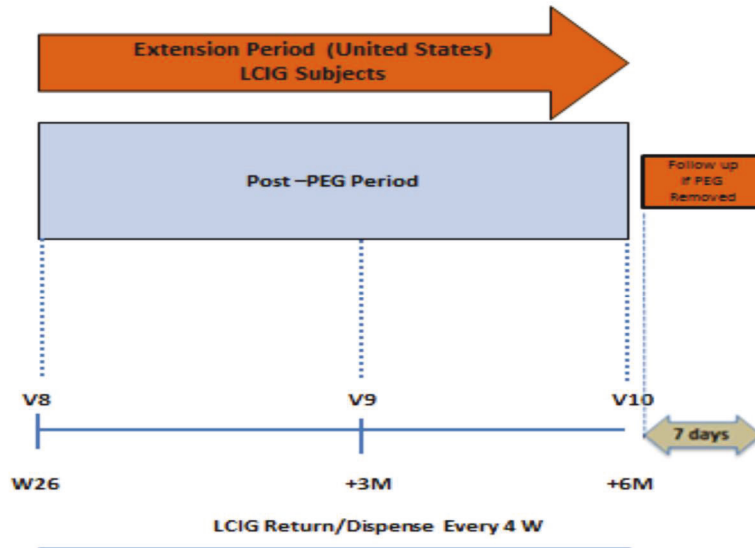 Extension Period (United States)
LCIG Subjects
Post –PEG Period
Follow up
if PEG
Removed
V8
V9
V10
7 days
W26
+3M
+6M
LCIG Return/Dispense Every 4 W